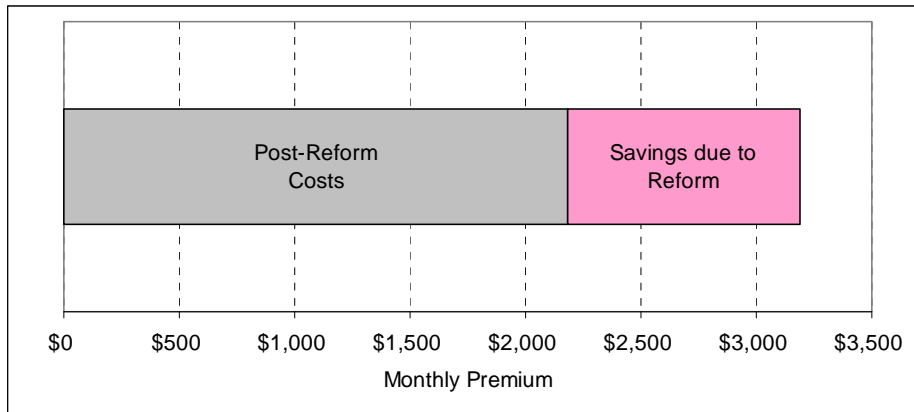 Post-Reform
Costs
Savings due to
Reform
$0 $500 $1,000 $1,500 $2,000 $2,500 $3,000 $3,500
Monthly Premium